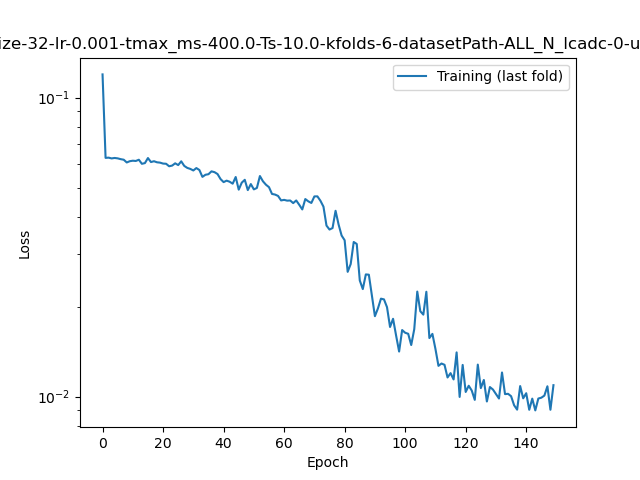 ize-32-lr-0.001-tmax_ms-400.0-Ts-10.0-kfolds-6-datasetPath-ALL_N_lcadc-0-u
Training (last fold)
10⁻¹
Loss
10⁻²
0 20 40 60 80 100 120 140
Epoch